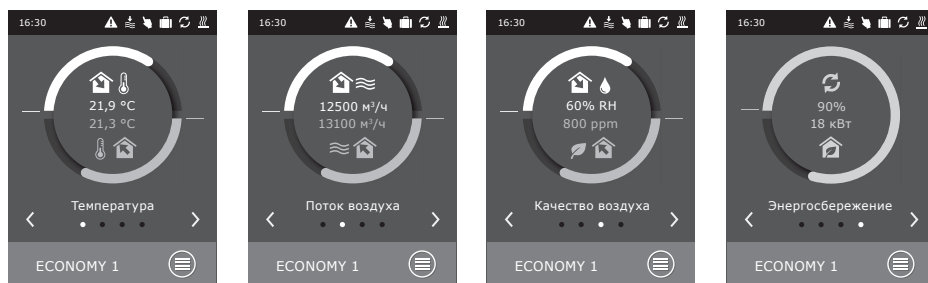 16:30
21,9 °C
21,3 °C
Температура
ECONOMY 1
16:30
12500 м³/ч
13100 м³/ч
Поток воздуха
ECONOMY 1
16:30
60% RH
800 ppm
Качество воздуха
ECONOMY 1
16:30
90%
18 кВт
Энергосбережение
ECONOMY 1